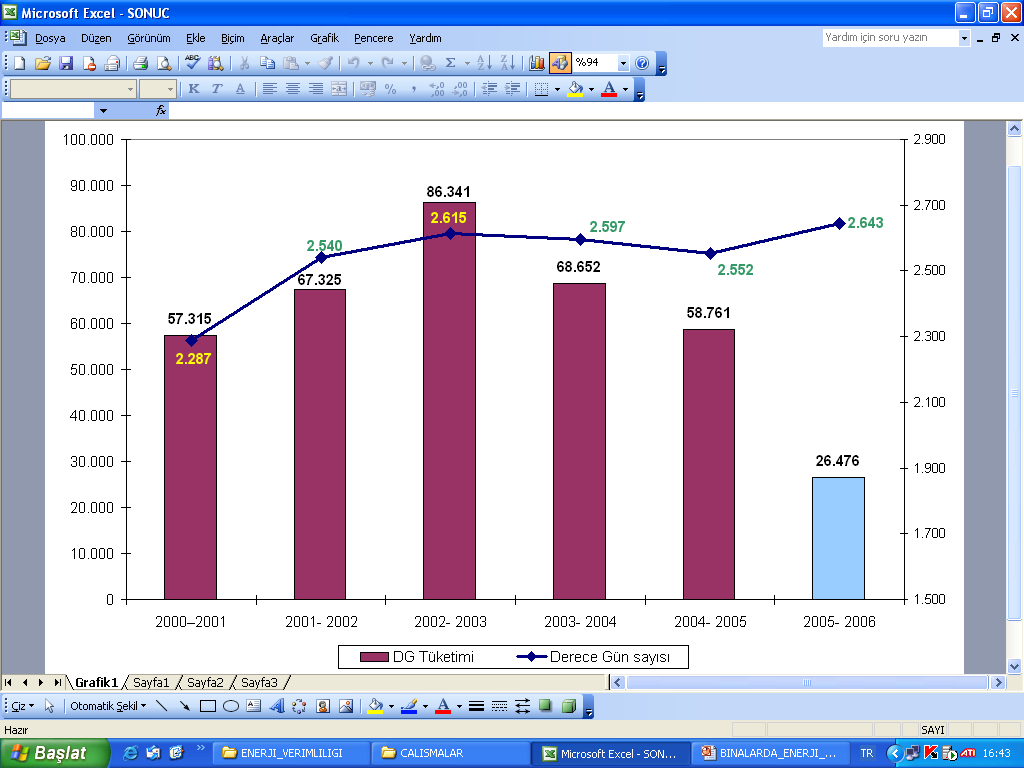 Microsoft Excel - SONUC
Dosya Düzen Görünüm Ekle Biçim Araçlar Grafik Pencere Yardım
Yardım için soru yazın
%94
K T A
fx
100.000
90.000
80.000
70.000
60.000
50.000
40.000
30.000
20.000
10.000
0
57.315
2.287
2.540
67.325
86.341
2.615
2.597
68.652
2.552
58.761
2.643
26.476
2.900
2.700
2.500
2.300
2.100
1.900
1.700
1.500
2000–2001 2001- 2002 2002- 2003 2003- 2004 2004- 2005 2005- 2006
DG Tüketimi Derece Gün sayısı
Grafik1 Sayfa1 Sayfa2 Sayfa3
Çiz Otomatik Şekil
Hazır
SAYI
Başlat
ENERJI_VERIMLILIGI
CALISMALAR
Microsoft Excel - SON...
BINALARDA_ENERJI_...
TR
16:43